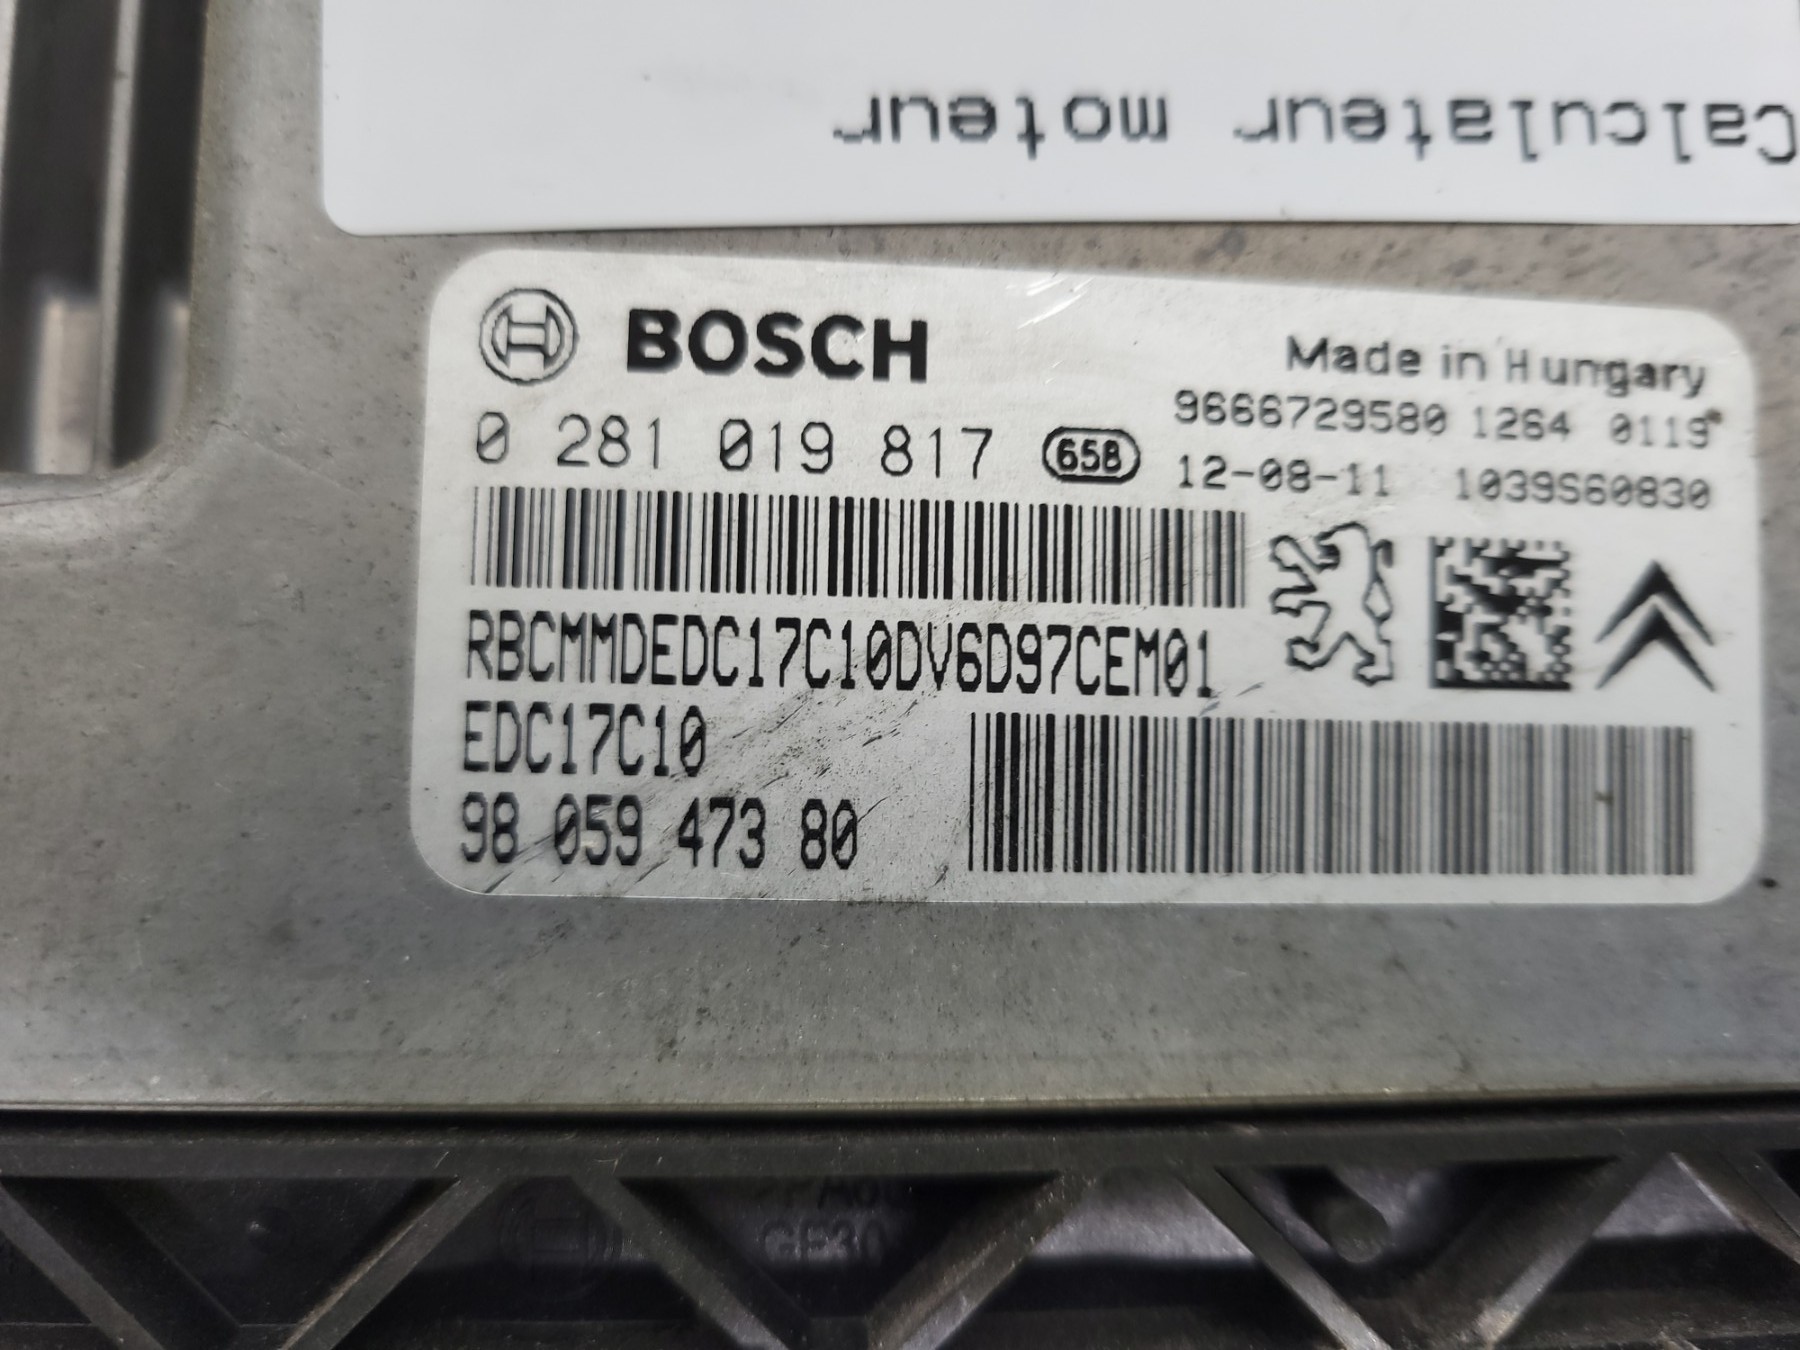 Calculateur moteur
BOSCH
Made in Hungary
0 281 019 817
65B
9666729580 1264 0119
12-08-11 1039S60830
RBCMMDEDC17C10DV6D97CEM01
EDC17C10
98 059 473 80